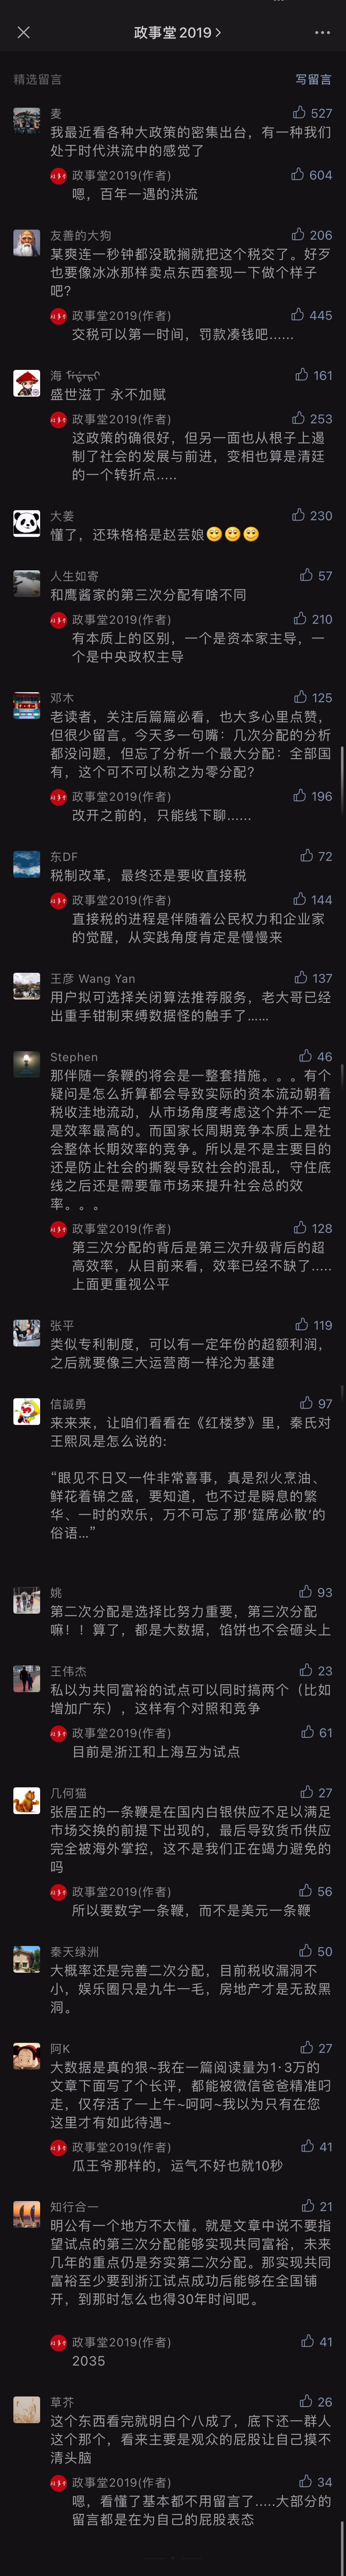 政事堂2019
精选留言
写留言
麦
527
我最近看各种大政策的密集出台，有一种我们
处于时代洪流中的感觉了
政事堂2019(作者)
604
嗯，百年一遇的洪流
友善的大狗
206
某爽连一秒钟都没耽搁就把这个税交了。好歹
也要像冰冰那样卖点东西套现一下做个样子
吧？
政事堂2019(作者)
445
交税可以第一时间，罚款凑钱吧……
海
161
盛世滋丁 永不加赋
政事堂2019(作者)
253
这政策的确很好，但另一面也从根子上遏
制了社会的发展与前进，变相也算是清廷
的一个转折点.....
大姜
230
懂了，还珠格格是赵芸娘🙄🙄🙄
人生如寄
57
和鹰酱家的第三次分配有啥不同
政事堂2019(作者)
210
有本质上的区别，一个是资本家主导，一
个是中央政权主导
邓木
125
老读者，关注后篇篇必看，也大多心里点赞，
但很少留言。今天多一句嘴：几次分配的分析
都没问题，但忘了分析一个最大分配：全部国
有，这个可不可以称之为零分配？
政事堂2019(作者)
196
改开之前的，只能线下聊……
东DF
72
税制改革，最终还是要收直接税
政事堂2019(作者)
144
直接税的进程是伴随着公民权力和企业家
的觉醒，从实践角度肯定是慢慢来
王彦 Wang Yan
137
用户拟可选择关闭算法推荐服务，老大哥已经
出重手钳制束缚数据怪的触手了……
Stephen
46
那伴随一条鞭的将会是一整套措施。。。有个
疑问是怎么折算都会导致实际的资本流动朝着
税收洼地流动，从市场角度考虑这个并不一定
是效率最高的。而国家长周期竞争本质上是社
会整体长期效率的竞争。所以是不是主要目的
还是防止社会的撕裂导致社会的混乱，守住底
线之后还是需要靠市场来提升社会总的效
率。。。
政事堂2019(作者)
128
第三次分配的背后是第三次升级背后的超
高效率，从目前来看，效率已经不缺了.....
上面更重视公平
张平
119
类似专利制度，可以有一定年份的超额利润，
之后就要像三大运营商一样沦为基建
信誠勇
97
来来来，让咱们看看在《红楼梦》里，秦氏对
王熙凤是怎么说的:
“眼见不日又一件非常喜事，真是烈火烹油、
鲜花着锦之盛，要知道，也不过是瞬息的繁
华、一时的欢乐，万不可忘了那‘筵席必散’的
俗语…”
姚
93
第二次分配是选择比努力重要，第三次分配
嘛！！算了，都是大数据，馅饼也不会砸头上
王伟杰
23
私以为共同富裕的试点可以同时搞两个（比如
增加广东），这样有个对照和竞争
政事堂2019(作者)
61
目前是浙江和上海互为试点
几何猫
27
张居正的一条鞭是在国内白银供应不足以满足
市场交换的前提下出现的，最后导致货币供应
完全被海外掌控，这不是我们正在竭力避免的
吗
政事堂2019(作者)
56
所以要数字一条鞭，而不是美元一条鞭
秦天绿洲
50
大概率还是完善二次分配，目前税收漏洞不
小，娱乐圈只是九牛一毛，房地产才是无敌黑
洞。
阿K
27
大数据是真的狠~我在一篇阅读量为1·3万的
文章下面写了个长评，都能被微信爸爸精准叼
走，仅存活了一上午~呵呵~我以为只有在您
这里才有如此待遇~
政事堂2019(作者)
41
瓜王爷那样的，运气不好也就10秒
知行合一
21
明公有一个地方不太懂。就是文章中说不要指
望试点的第三次分配能够实现共同富裕，未来
几年的重点仍是夯实第二次分配。那实现共同
富裕至少要到浙江试点成功后能够在全国铺
开，到那时怎么也得30年时间吧。
政事堂2019(作者)
41
2035
草芥
26
这个东西看完就明白个八成了，底下还一群人
这个那个，看来主要是观众的屁股让自己摸不
清头脑
政事堂2019(作者)
34
嗯，看懂了基本都不用留言了.....大部分的
留言都是在为自己的屁股表态